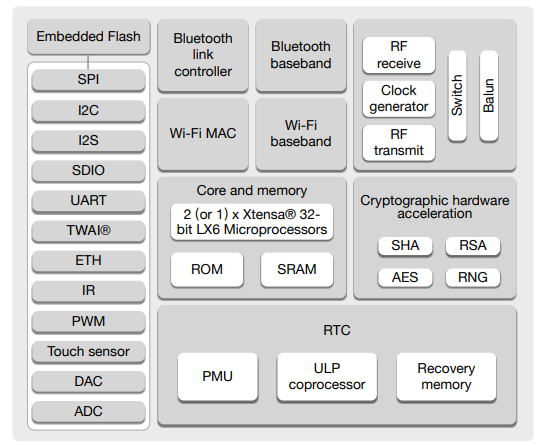 Embedded Flash
SPI
I2C
I2S
SDIO
UART
TWAI®
ETH
IR
PWM
Touch sensor
DAC
ADC
Bluetooth
link
controller
Bluetooth
baseband
Wi-Fi MAC
Wi-Fi
baseband
RF
receive
Clock
generator
RF
transmit
Switch
Balun
Core and memory
2 (or 1) x Xtensa® 32-
bit LX6 Microprocessors
ROM
SRAM
Cryptographic hardware
acceleration
SHA
RSA
AES
RNG
RTC
PMU
ULP
coprocessor
Recovery
memory